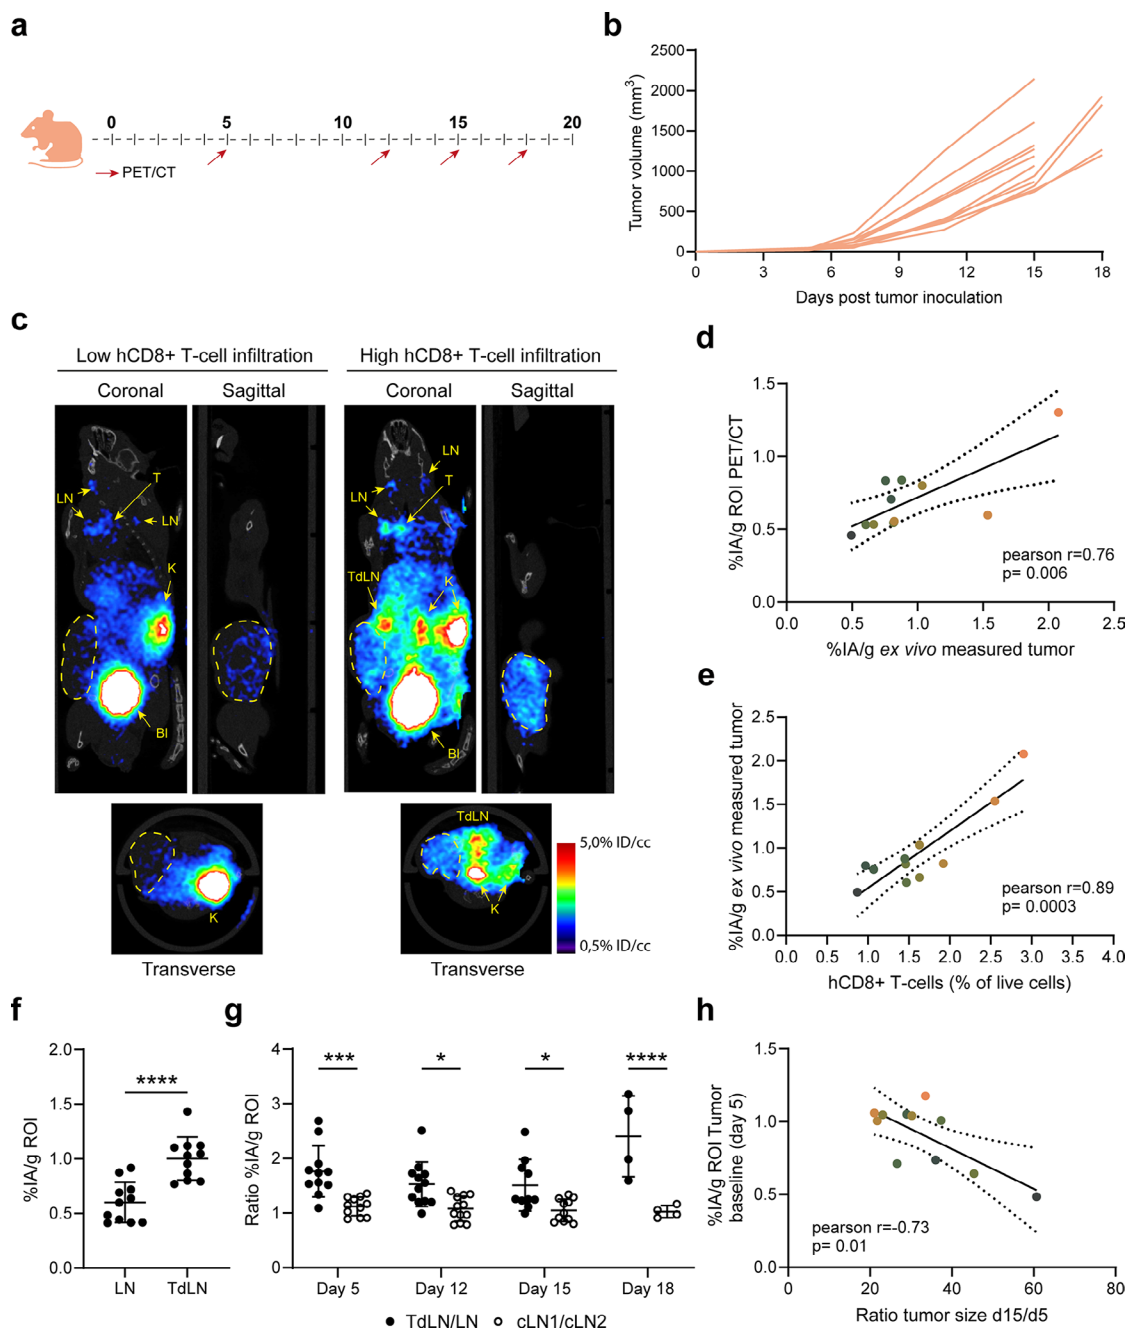 a
0 5 10 15 20
PET/CT
b
Tumor volume (mm³)
2500
2000
1500
1000
500
0
0 3 6 9 12 15 18
Days post tumor inoculation
c
Low hCD8+ T-cell infiltration
High hCD8+ T-cell infiltration
Coronal Sagittal
Coronal Sagittal
LN
T
LN
LN
K
Bl
LN
LN
T
TdLN
K
Bl
K
Transverse
TdLN
K
Transverse
5,0% ID/cc
0,5% ID/cc
d
%IA/g ROI PET/CT
1.5
1.0
0.5
0.0
pearson r=0.76
p= 0.006
0.0 0.5 1.0 1.5 2.0 2.5
%IA/g ex vivo measured tumor
e
%IA/g ex vivo measured tumor
2.5
2.0
1.5
1.0
0.5
0.0
pearson r=0.89
p= 0.0003
0.0 0.5 1.0 1.5 2.0 2.5 3.0 3.5 4.0
hCD8+ T-cells (% of live cells)
f
%IA/g ROI
2.0
1.5
1.0
0.5
0.0
****
LN TdLN
g
Ratio %IA/g ROI
4
3
2
1
0
*** * * ****
Day 5 Day 12 Day 15 Day 18
TdLN/LN cLN1/cLN2
h
%IA/g ROI Tumor
baseline (day 5)
1.5
1.0
0.5
0.0
pearson r=-0.73
p= 0.01
0 20 40 60 80
Ratio tumor size d15/d5